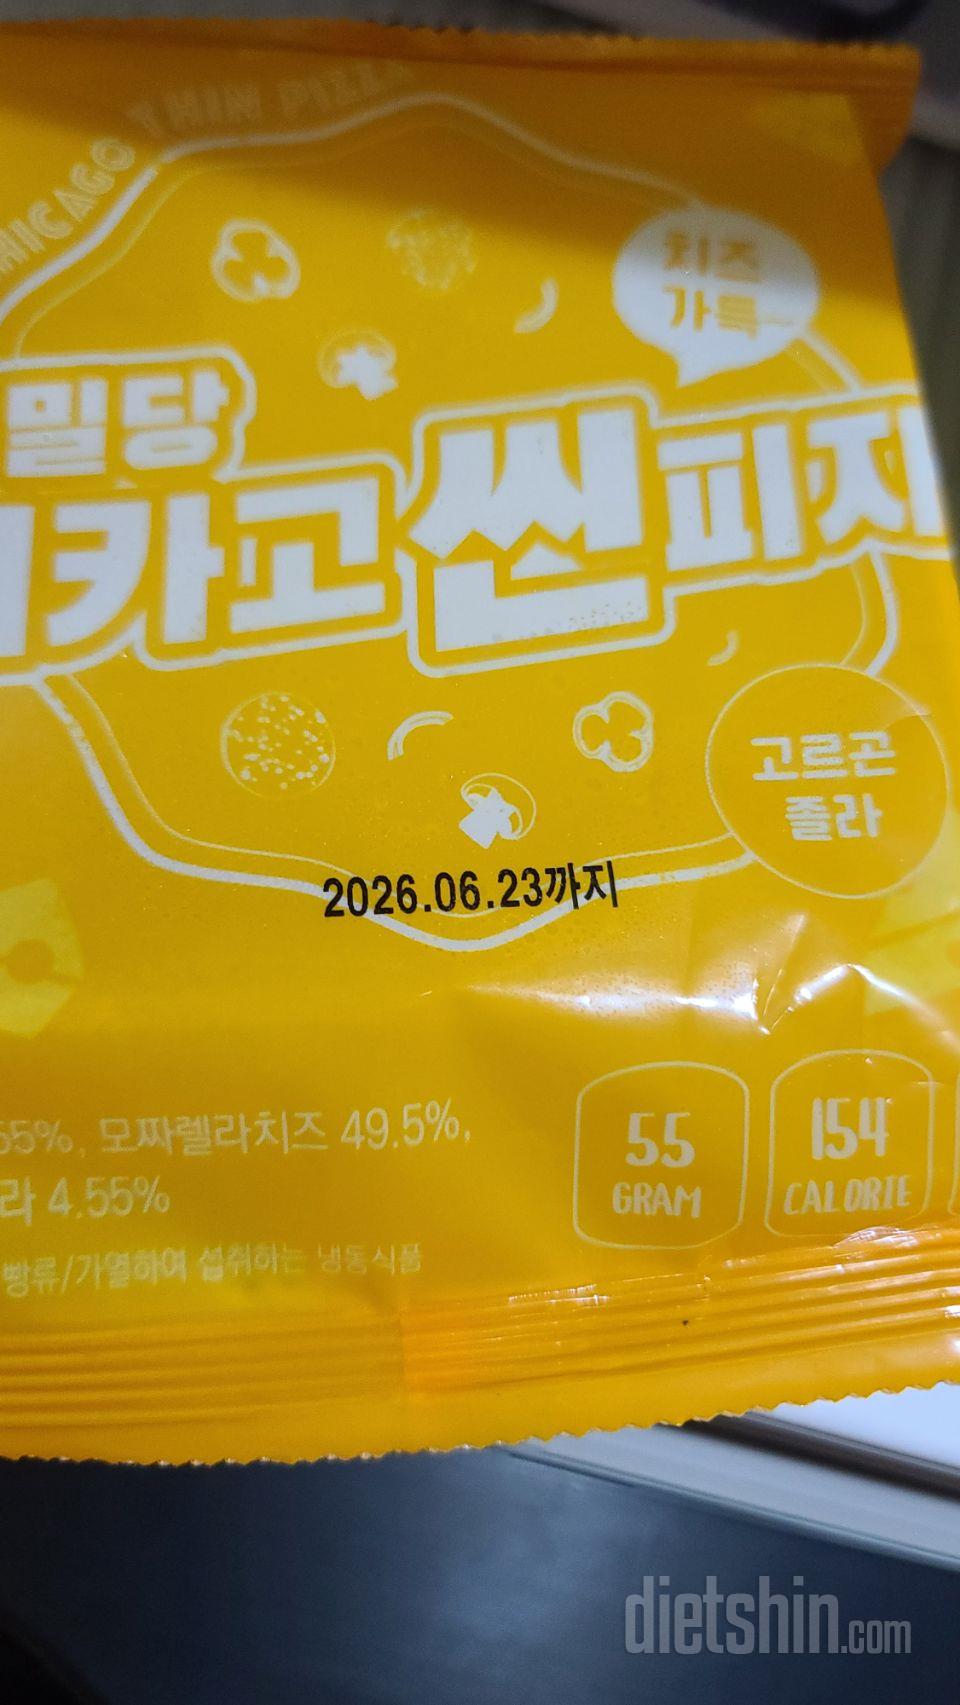 CHICAGO THIN PIZZA
치즈
가득~
밀당
카고씬피자
고르곤
졸라
2026.06.23까지
55%, 모짜렐라치즈 49.5%,
라 4.55%
빵류/가열하여 섭취하는 냉동식품
55
GRAM
154
CALORIE
dietshin.com